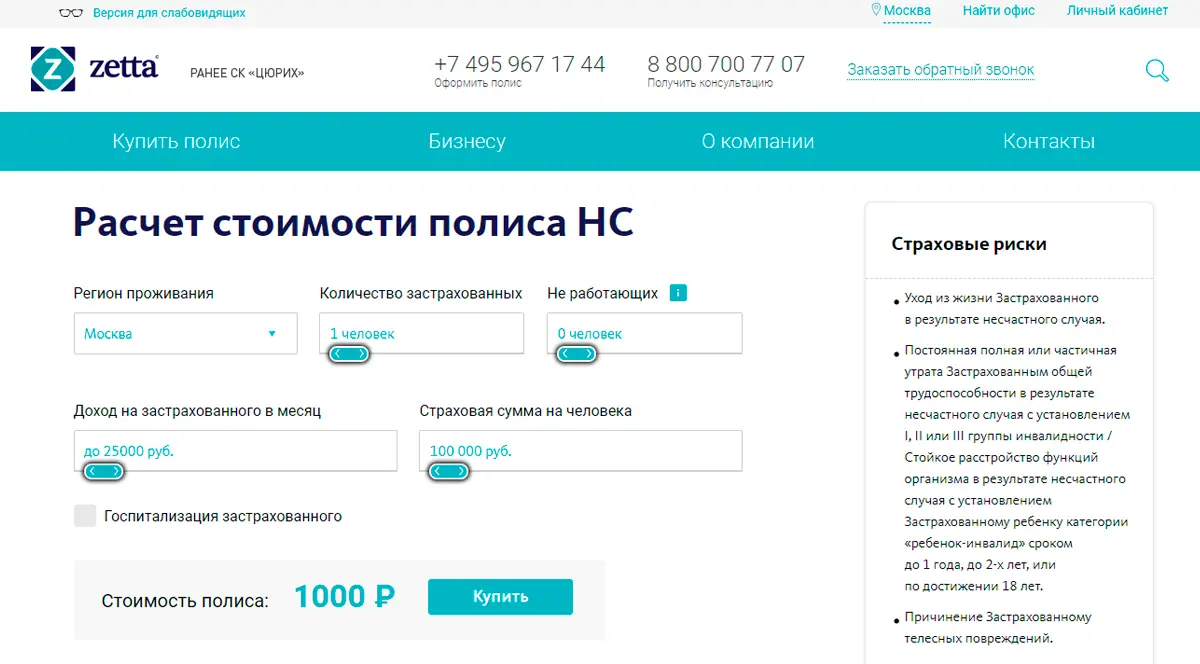 Версия для слабовидящих
Москва
Найти офис
Личный кабинет
Z zetta
РАНЕЕ СК «ЦЮРИХ»
+7 495 967 17 44
Оформить полис
8 800 700 77 07
Получить консультацию
Заказать обратный звонок
Купить полис
Бизнесу
О компании
Контакты
Расчет стоимости полиса НС
Регион проживания
Москва
Количество застрахованных
1 человек
Не работающих i
0 человек
Доход на застрахованного в месяц
до 25000 руб.
Страховая сумма на человека
100 000 руб.
Госпитализация застрахованного
Стоимость полиса: 1000 ₽
Купить
Страховые риски
Уход из жизни Застрахованного
в результате несчастного случая.
Постоянная полная или частичная
утрата Застрахованным общей
трудоспособности в результате
несчастного случая с установлением
I, II или III группы инвалидности /
Стойкое расстройство функций
организма в результате несчастного
случая с установлением
Застрахованному ребенку категории
«ребенок-инвалид» сроком
до 1 года, до 2-х лет, или
по достижении 18 лет.
Причинение Застрахованному
телесных повреждений.